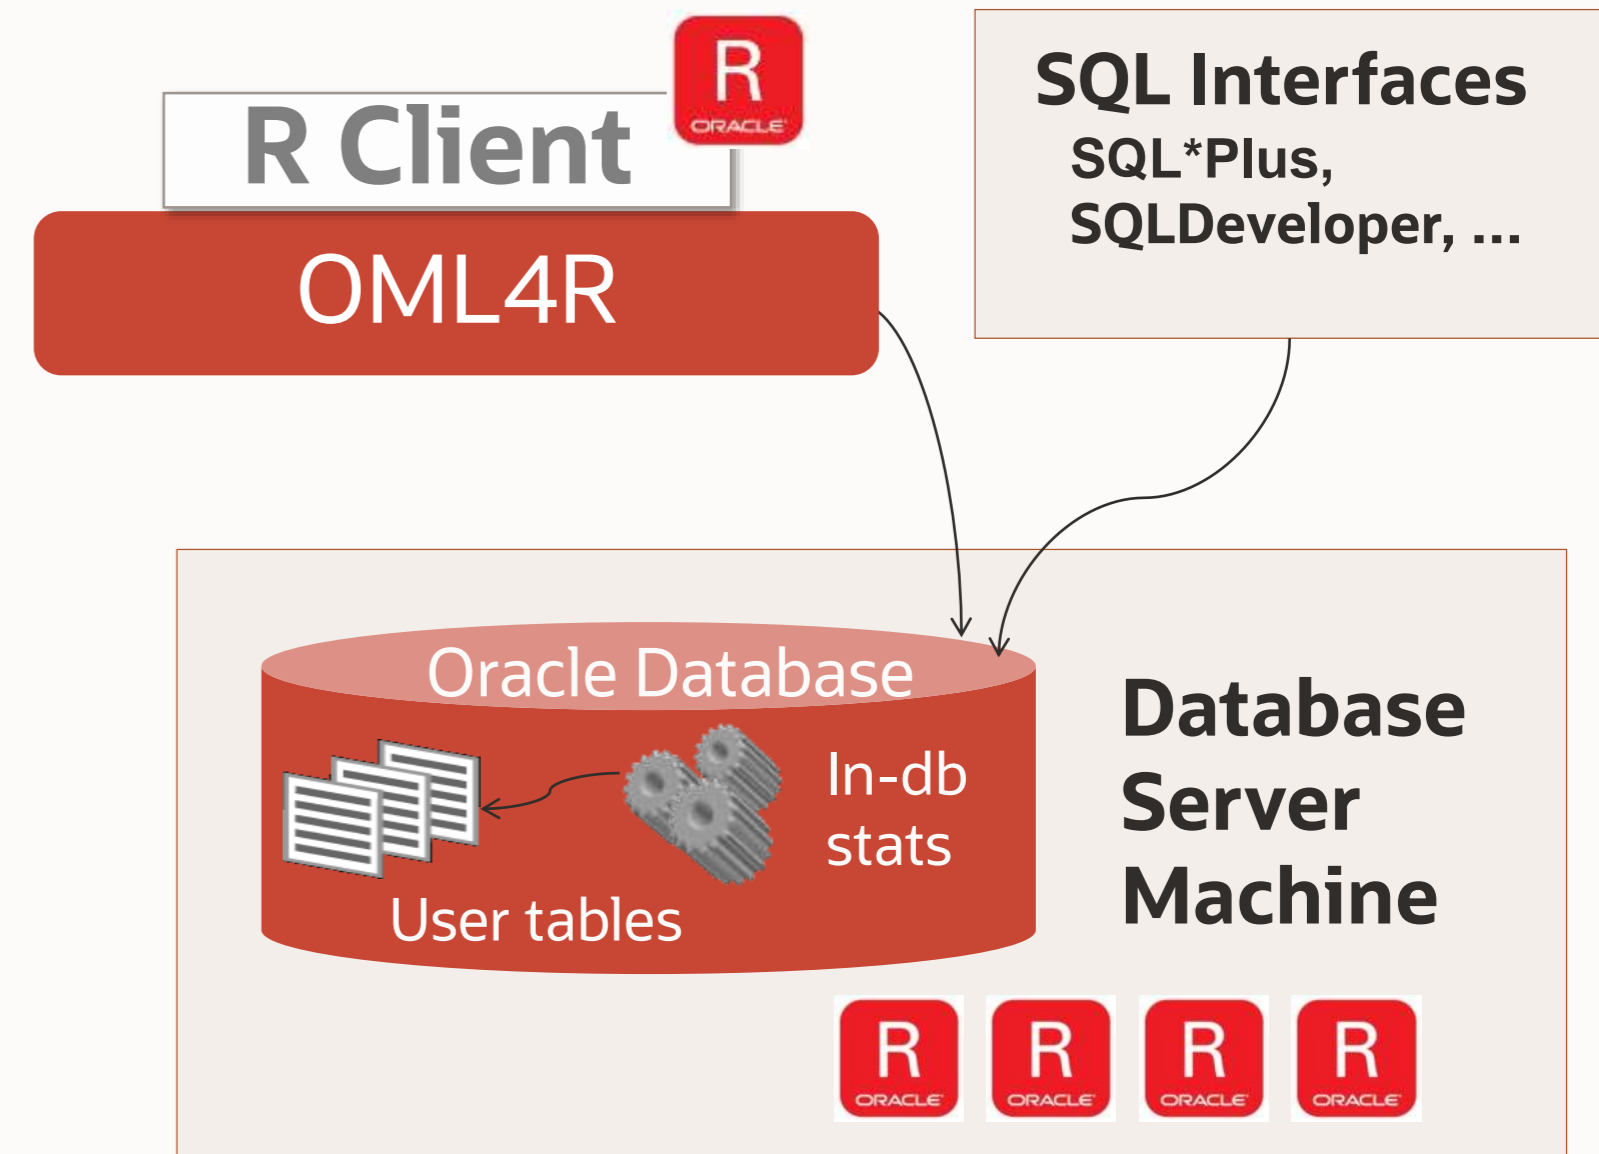 R
ORACLE
R Client
OML4R
SQL Interfaces
SQL*Plus,
SQLDeveloper, ...
Oracle Database
In-db
stats
User tables
Database
Server
Machine
R
ORACLE
R
ORACLE
R
ORACLE
R
ORACLE